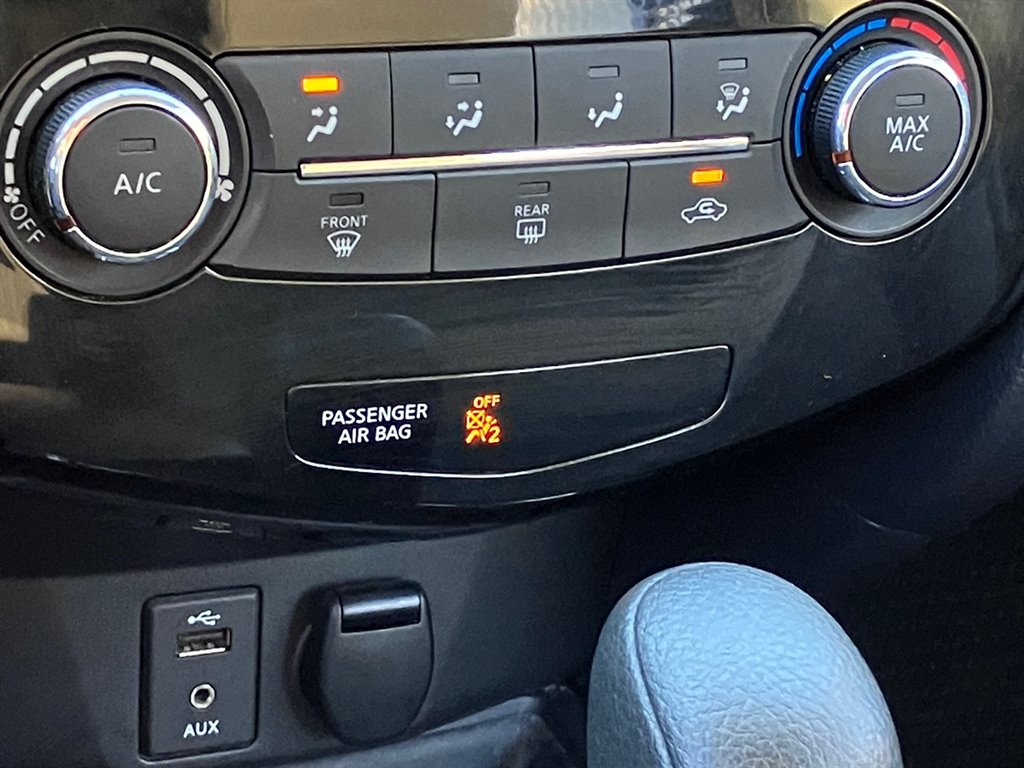 A/C
OFF
MAX
A/C
FRONT
REAR
PASSENGER
AIR BAG
OFF
2
AUX